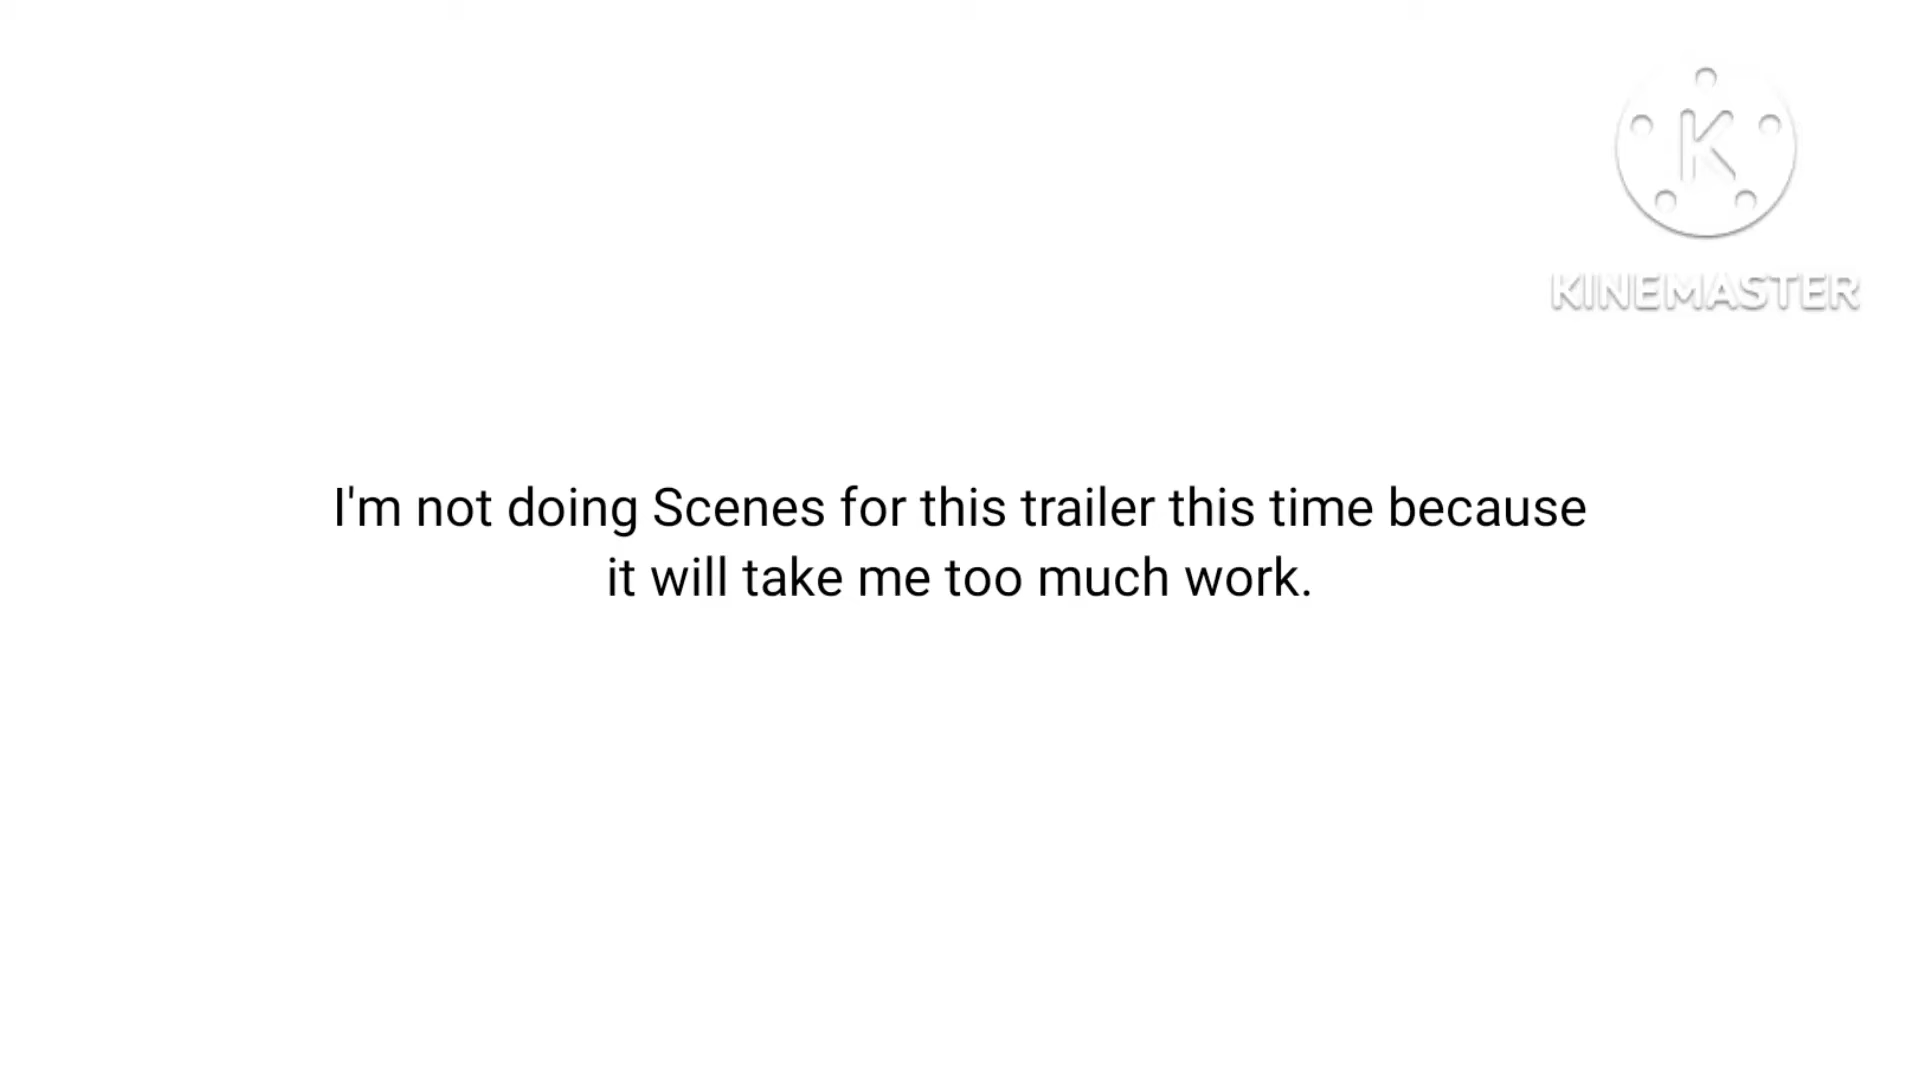 K
KINEMASTER
I'm not doing Scenes for this trailer this time because
it will take me too much work.